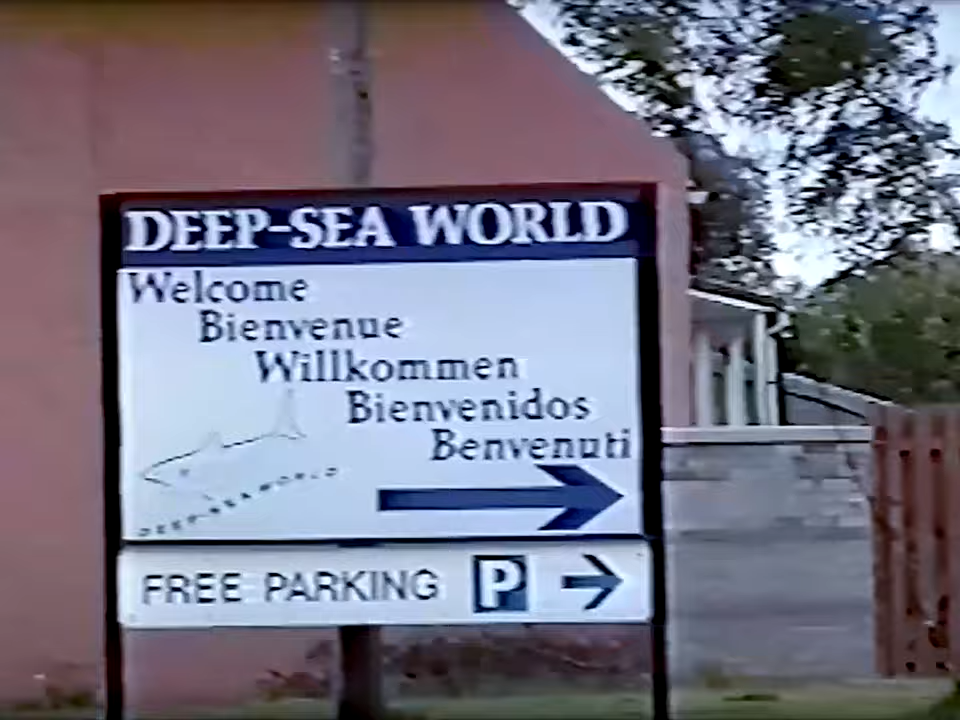 DEEP-SEA WORLD
Welcome
Bienvenue
Willkommen
Bienvenidos
Benvenuti
DEEP-SEA WORLD
FREE PARKING P